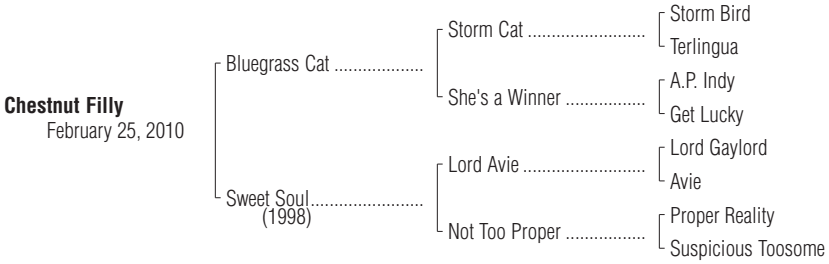 Storm Bird
Storm Cat ........................
Terlingua
Bluegrass Cat ..................
A.P. Indy
She's a Winner ................
Get Lucky
Chestnut Filly
February 25, 2010
Lord Gaylord
Lord Avie .........................
Avie
Sweet Soul.......................
(1998)
Proper Reality
Not Too Proper ................
Suspicious Toosome